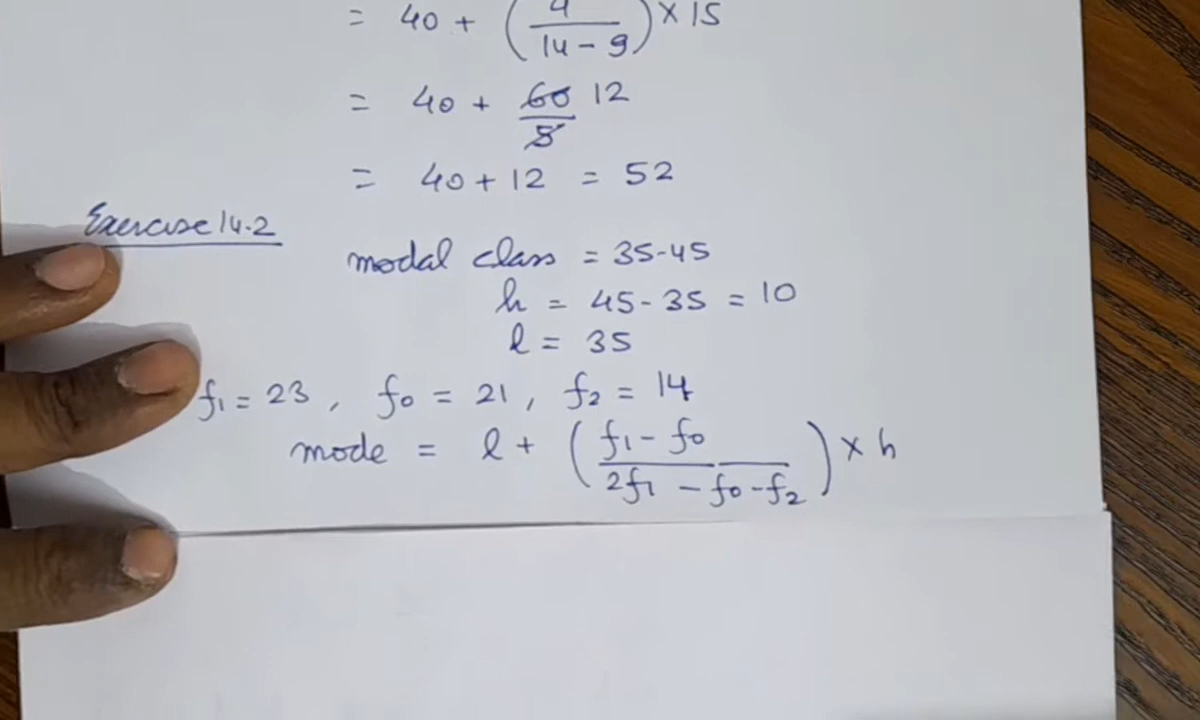 = 40 + (4/(14 - 9)) × 15
= 40 + 60/5 12
= 40 + 12 = 52
Exercise 14.2
modal class = 35-45
h = 45 - 35 = 10
l = 35
f1 = 23, f0 = 21, f2 = 14
mode = l + ((f1 - f0)/(2f1 - f0 - f2)) × h